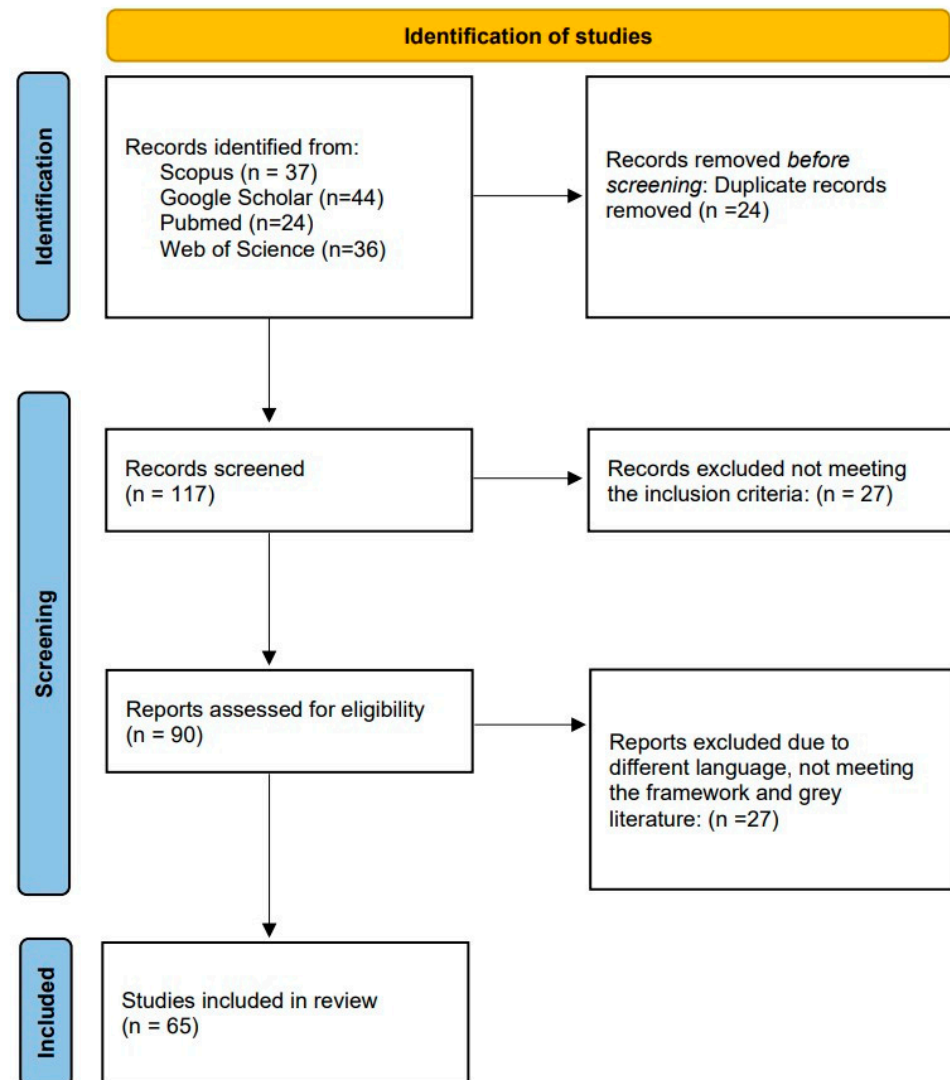 Identification of studies
Identification
Records identified from:
Scopus (n = 37)
Google Scholar (n=44)
Pubmed (n=24)
Web of Science (n=36)
Records removed before
screening: Duplicate records
removed (n =24)
Screening
Records screened
(n = 117)
Records excluded not meeting
the inclusion criteria: (n = 27)
Reports assessed for eligibility
(n = 90)
Reports excluded due to
different language, not meeting
the framework and grey
literature: (n =27)
Included
Studies included in review
(n = 65)